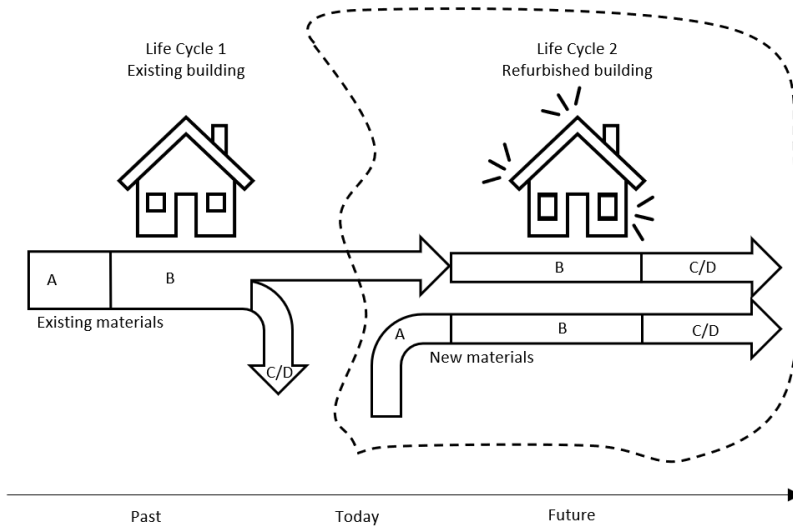 Life Cycle 1
Existing building
Life Cycle 2
Refurbished building
A
B
B
C/D
Existing materials
C/D
A
B
C/D
New materials
Past
Today
Future